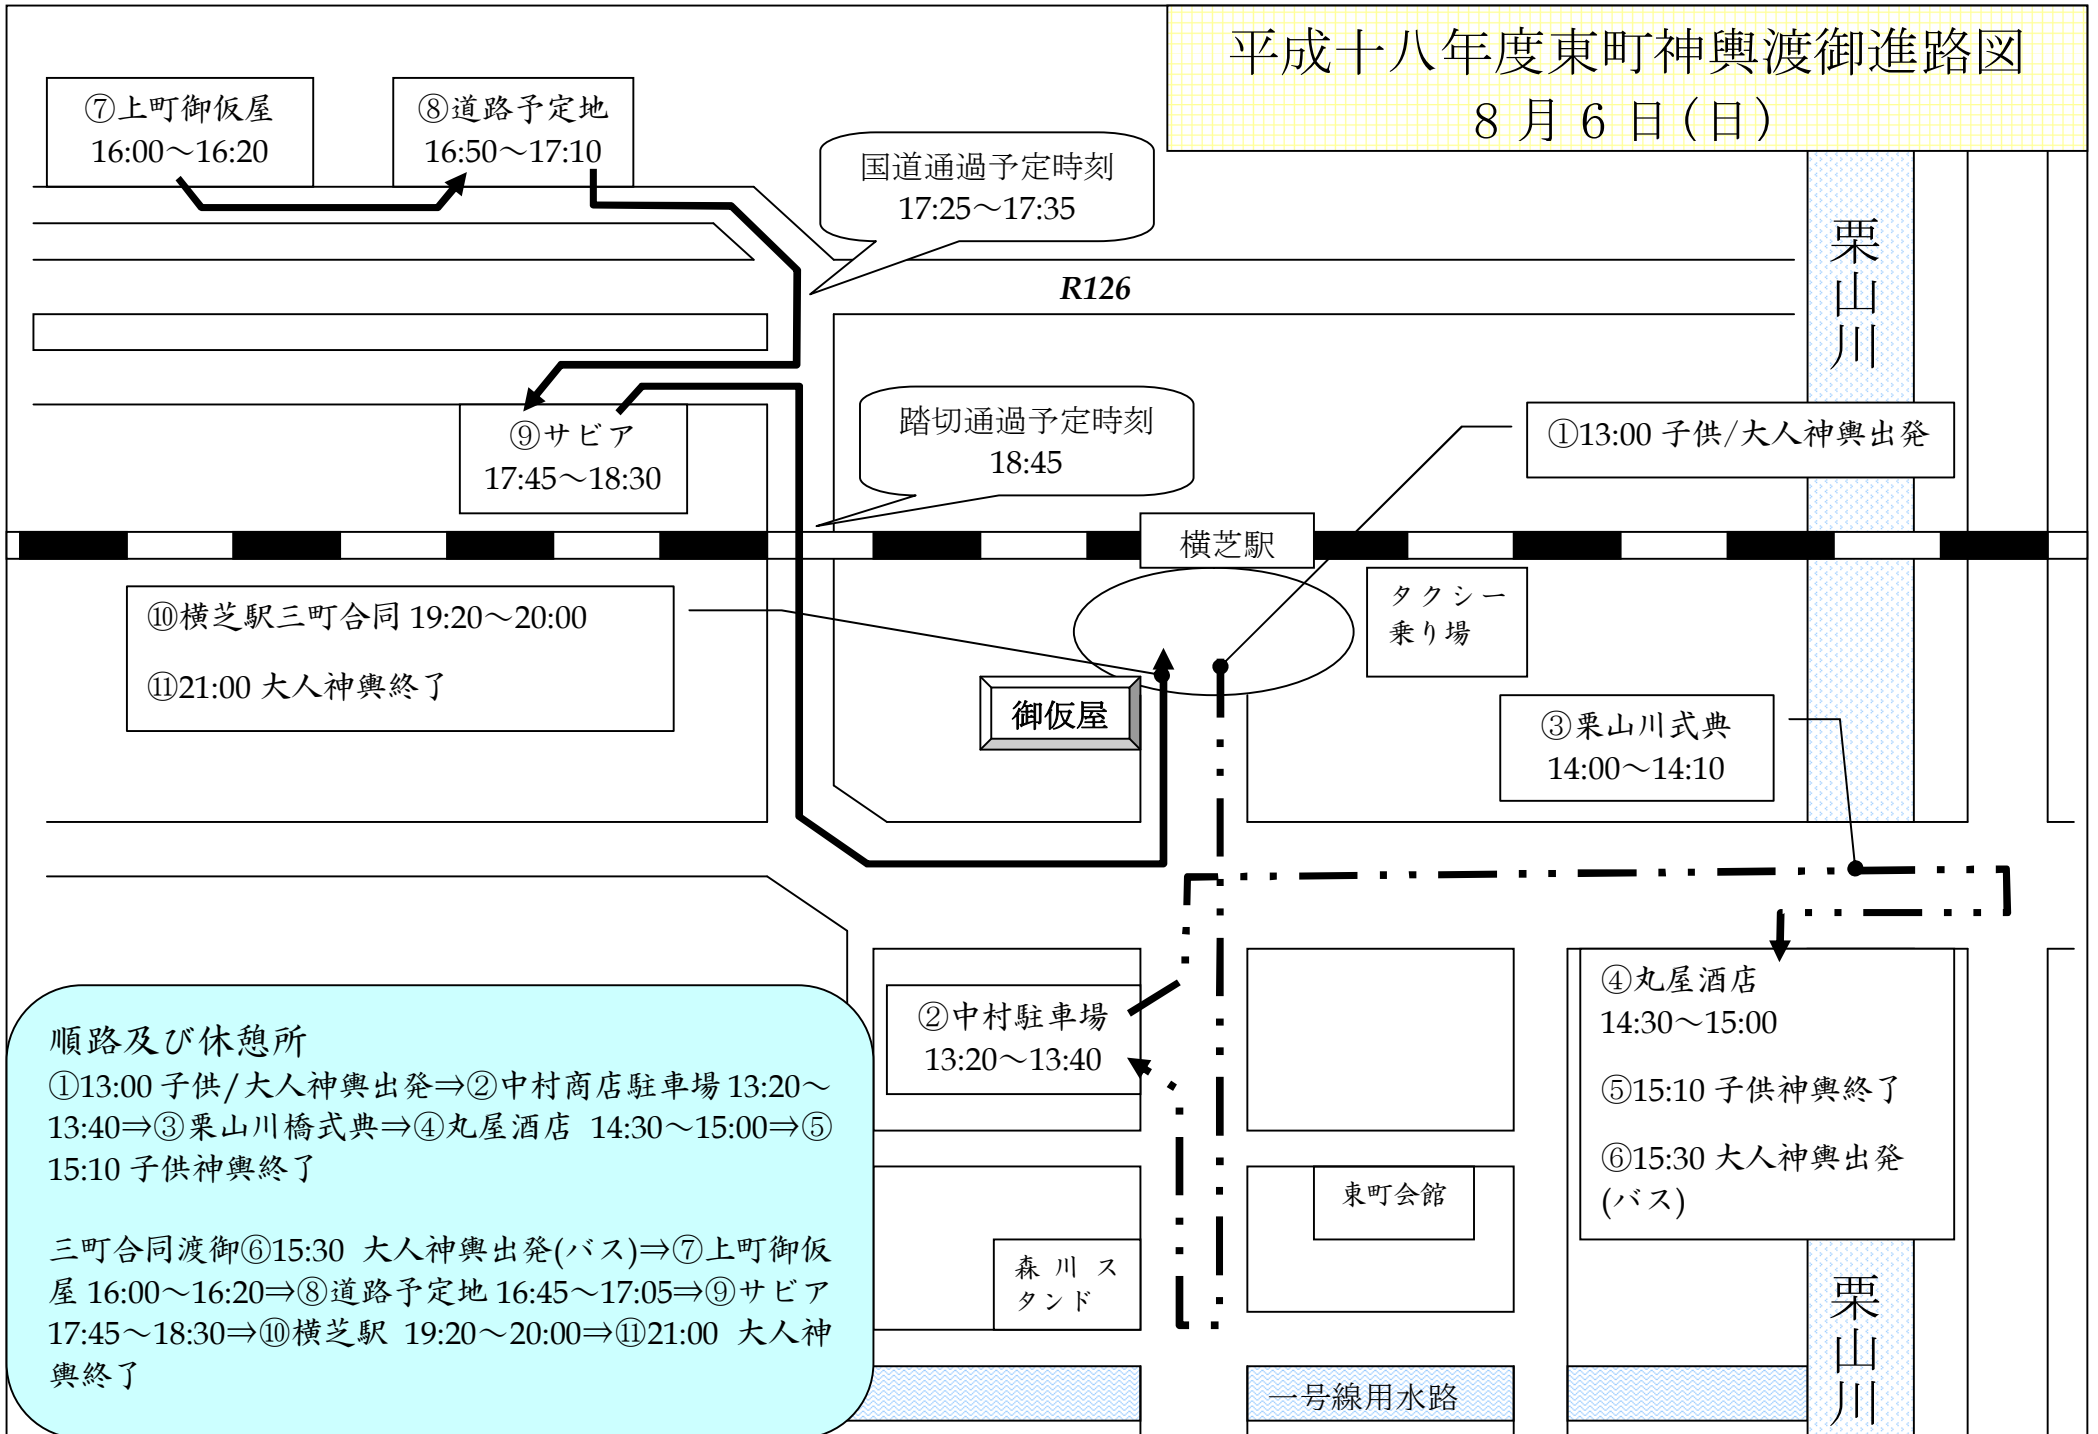 平成十八年度東町神輿渡御進路図
8月6日(日)
⑦上町御仮屋
16:00～16:20
⑧道路予定地
16:50～17:10
国道通過予定時刻
17:25～17:35
R126
栗山川
⑨サビア
17:45～18:30
踏切通過予定時刻
18:45
①13:00 子供/大人神輿出発
横芝駅
タクシー
乗り場
⑩横芝駅三町合同 19:20～20:00
⑪21:00 大人神輿終了
御仮屋
③栗山川式典
14:00～14:10
②中村駐車場
13:20～13:40
④丸屋酒店
14:30～15:00
⑤15:10 子供神輿終了
⑥15:30 大人神輿出発
(バス)
東町会館
森川ス
タンド
一号線用水路
栗山川
順路及び休憩所
①13:00 子供/大人神輿出発⇒②中村商店駐車場 13:20～
13:40⇒③栗山川橋式典⇒④丸屋酒店 14:30～15:00⇒⑤
15:10 子供神輿終了
三町合同渡御⑥15:30 大人神輿出発(バス)⇒⑦上町御仮
屋 16:00～16:20⇒⑧道路予定地 16:45～17:05⇒⑨サビア
17:45～18:30⇒⑩横芝駅 19:20～20:00⇒⑪21:00 大人神
輿終了